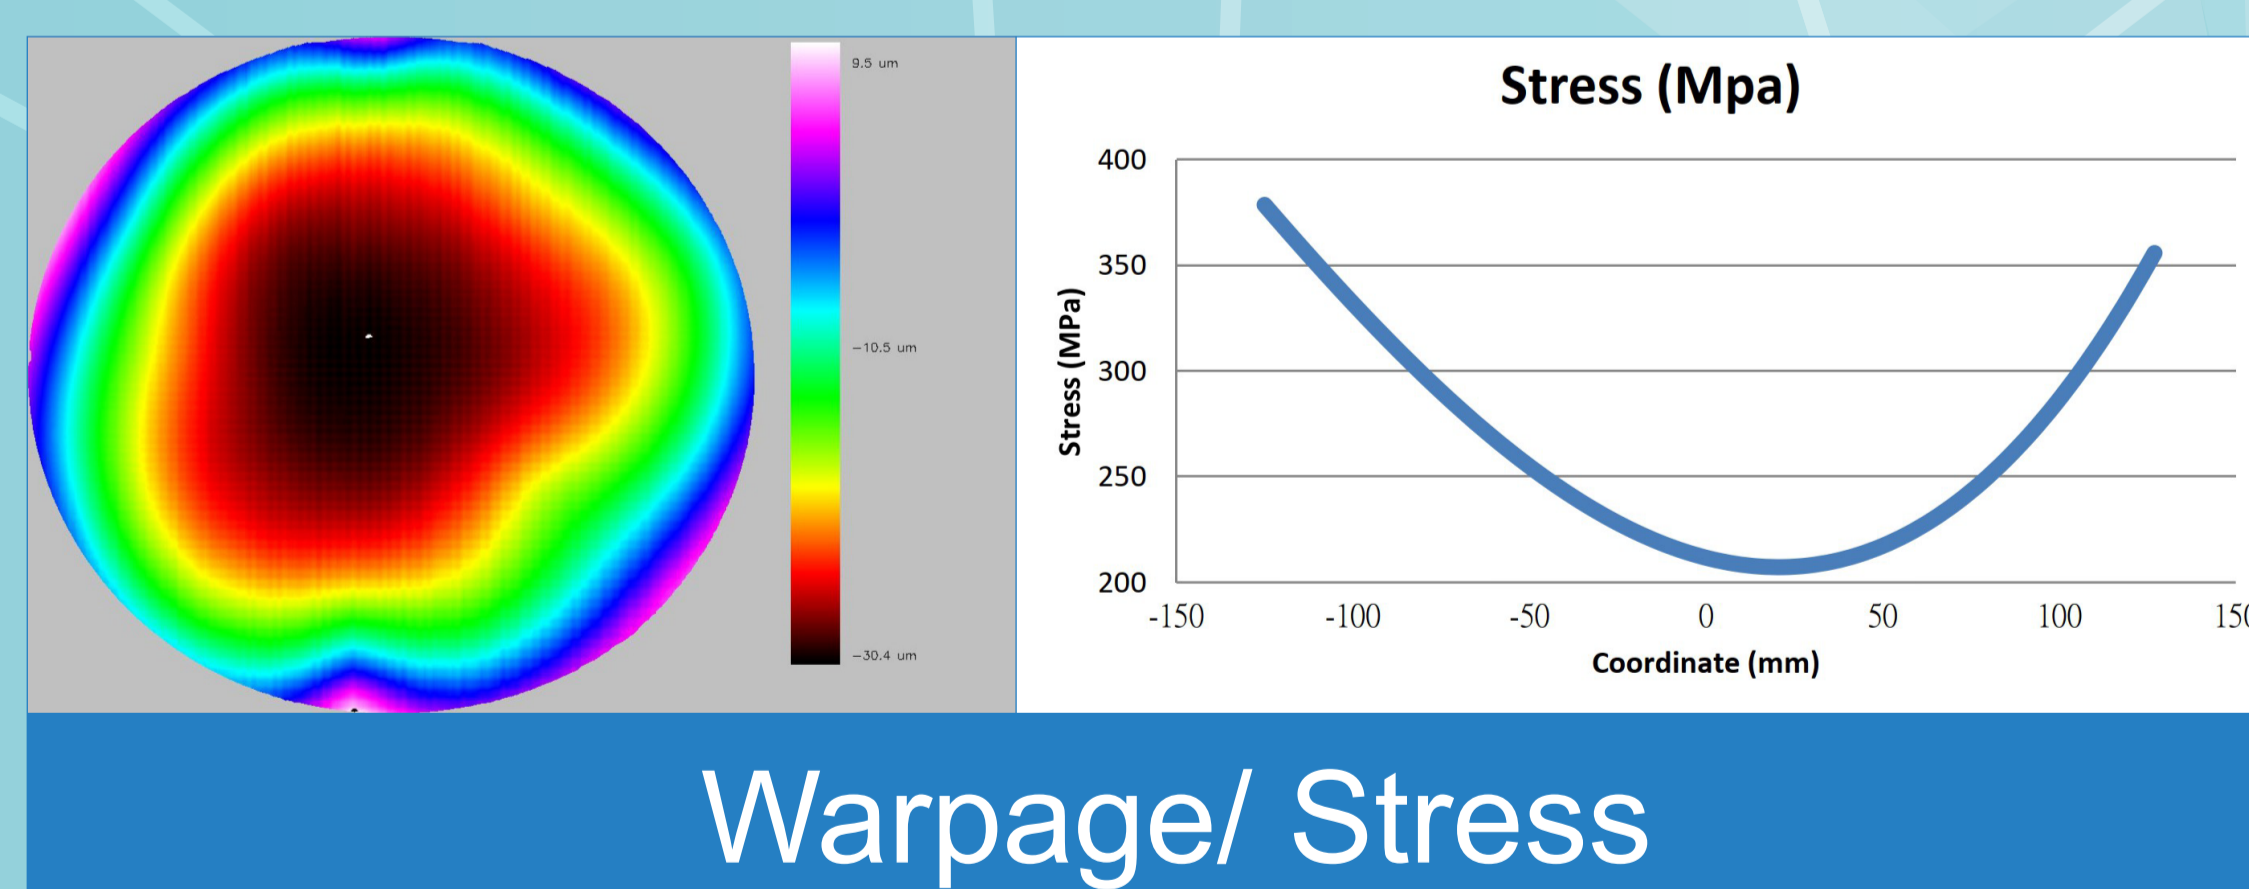 9.5 um
-10.5 um
-30.4 um
Stress (Mpa)
Stress (MPa)
400
350
300
250
200
-150 -100 -50 0 50 100 150
Coordinate (mm)
Warpage/ Stress